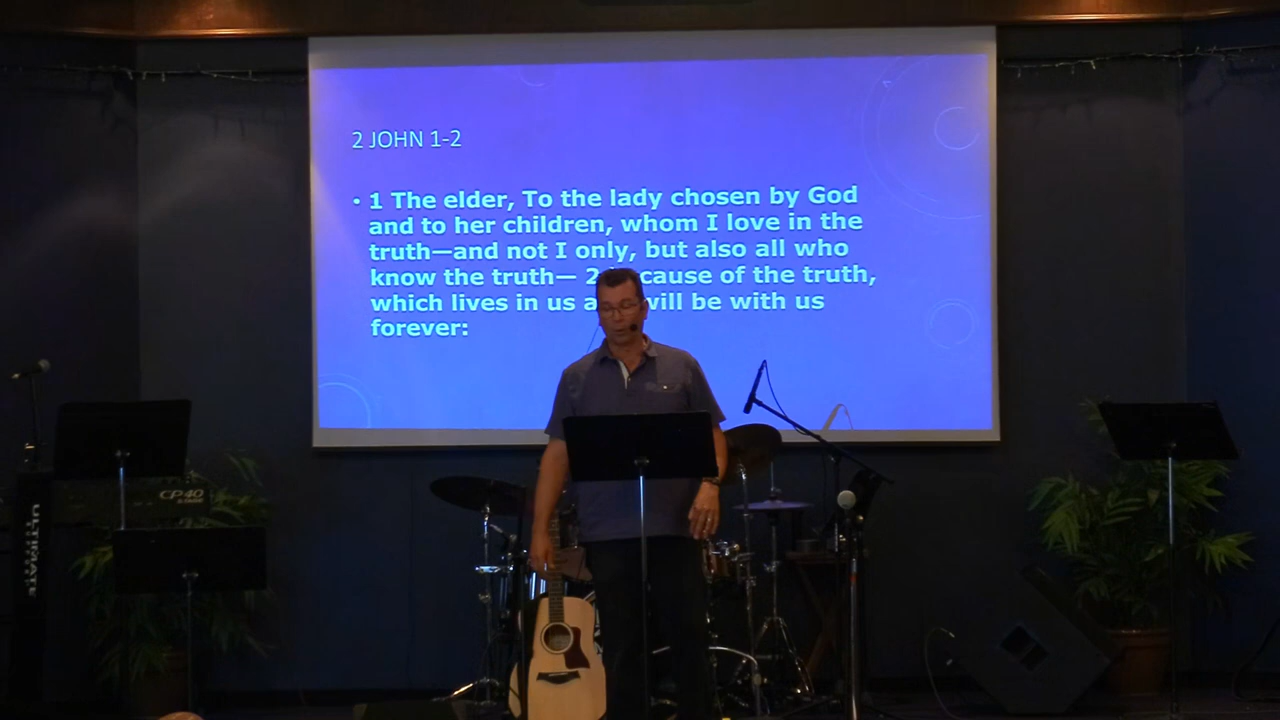 2 JOHN 1-2
• 1 The elder, To the lady chosen by God
and to her children, whom I love in the
truth—and not I only, but also all who
know the truth— 2 cause of the truth,
which lives in us a will be with us
forever:
CP40
STAGE
ULTIMATE